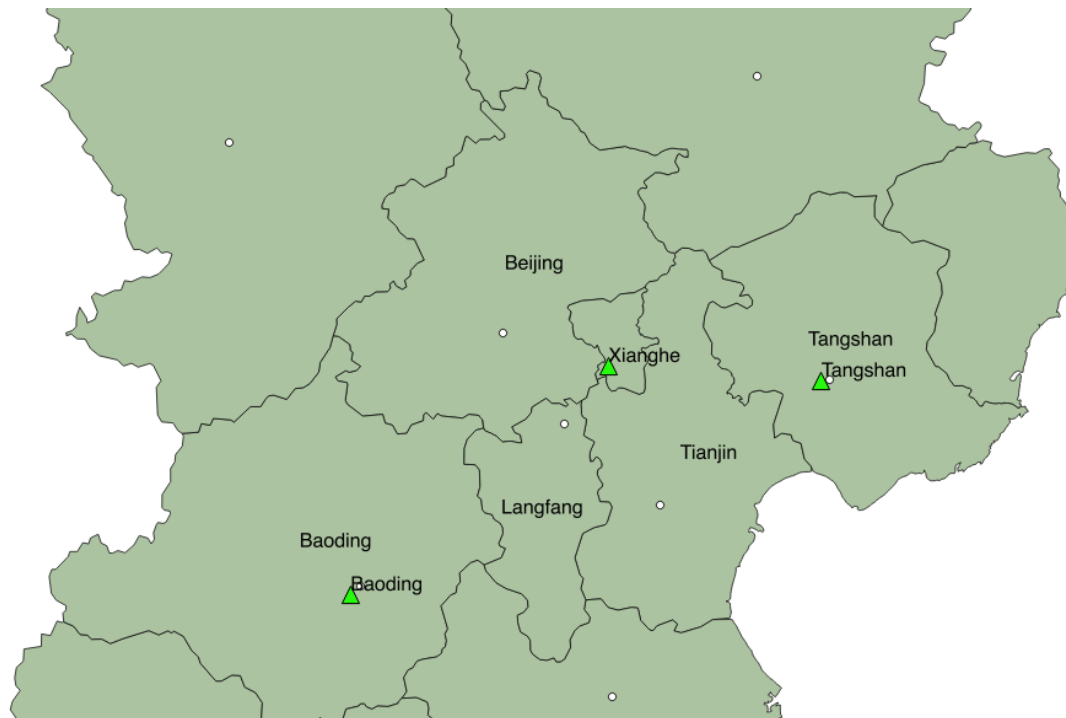 Beijing
Tangshan
Xianghe
Tangshan
Tianjin
Langfang
Baoding
Baoding